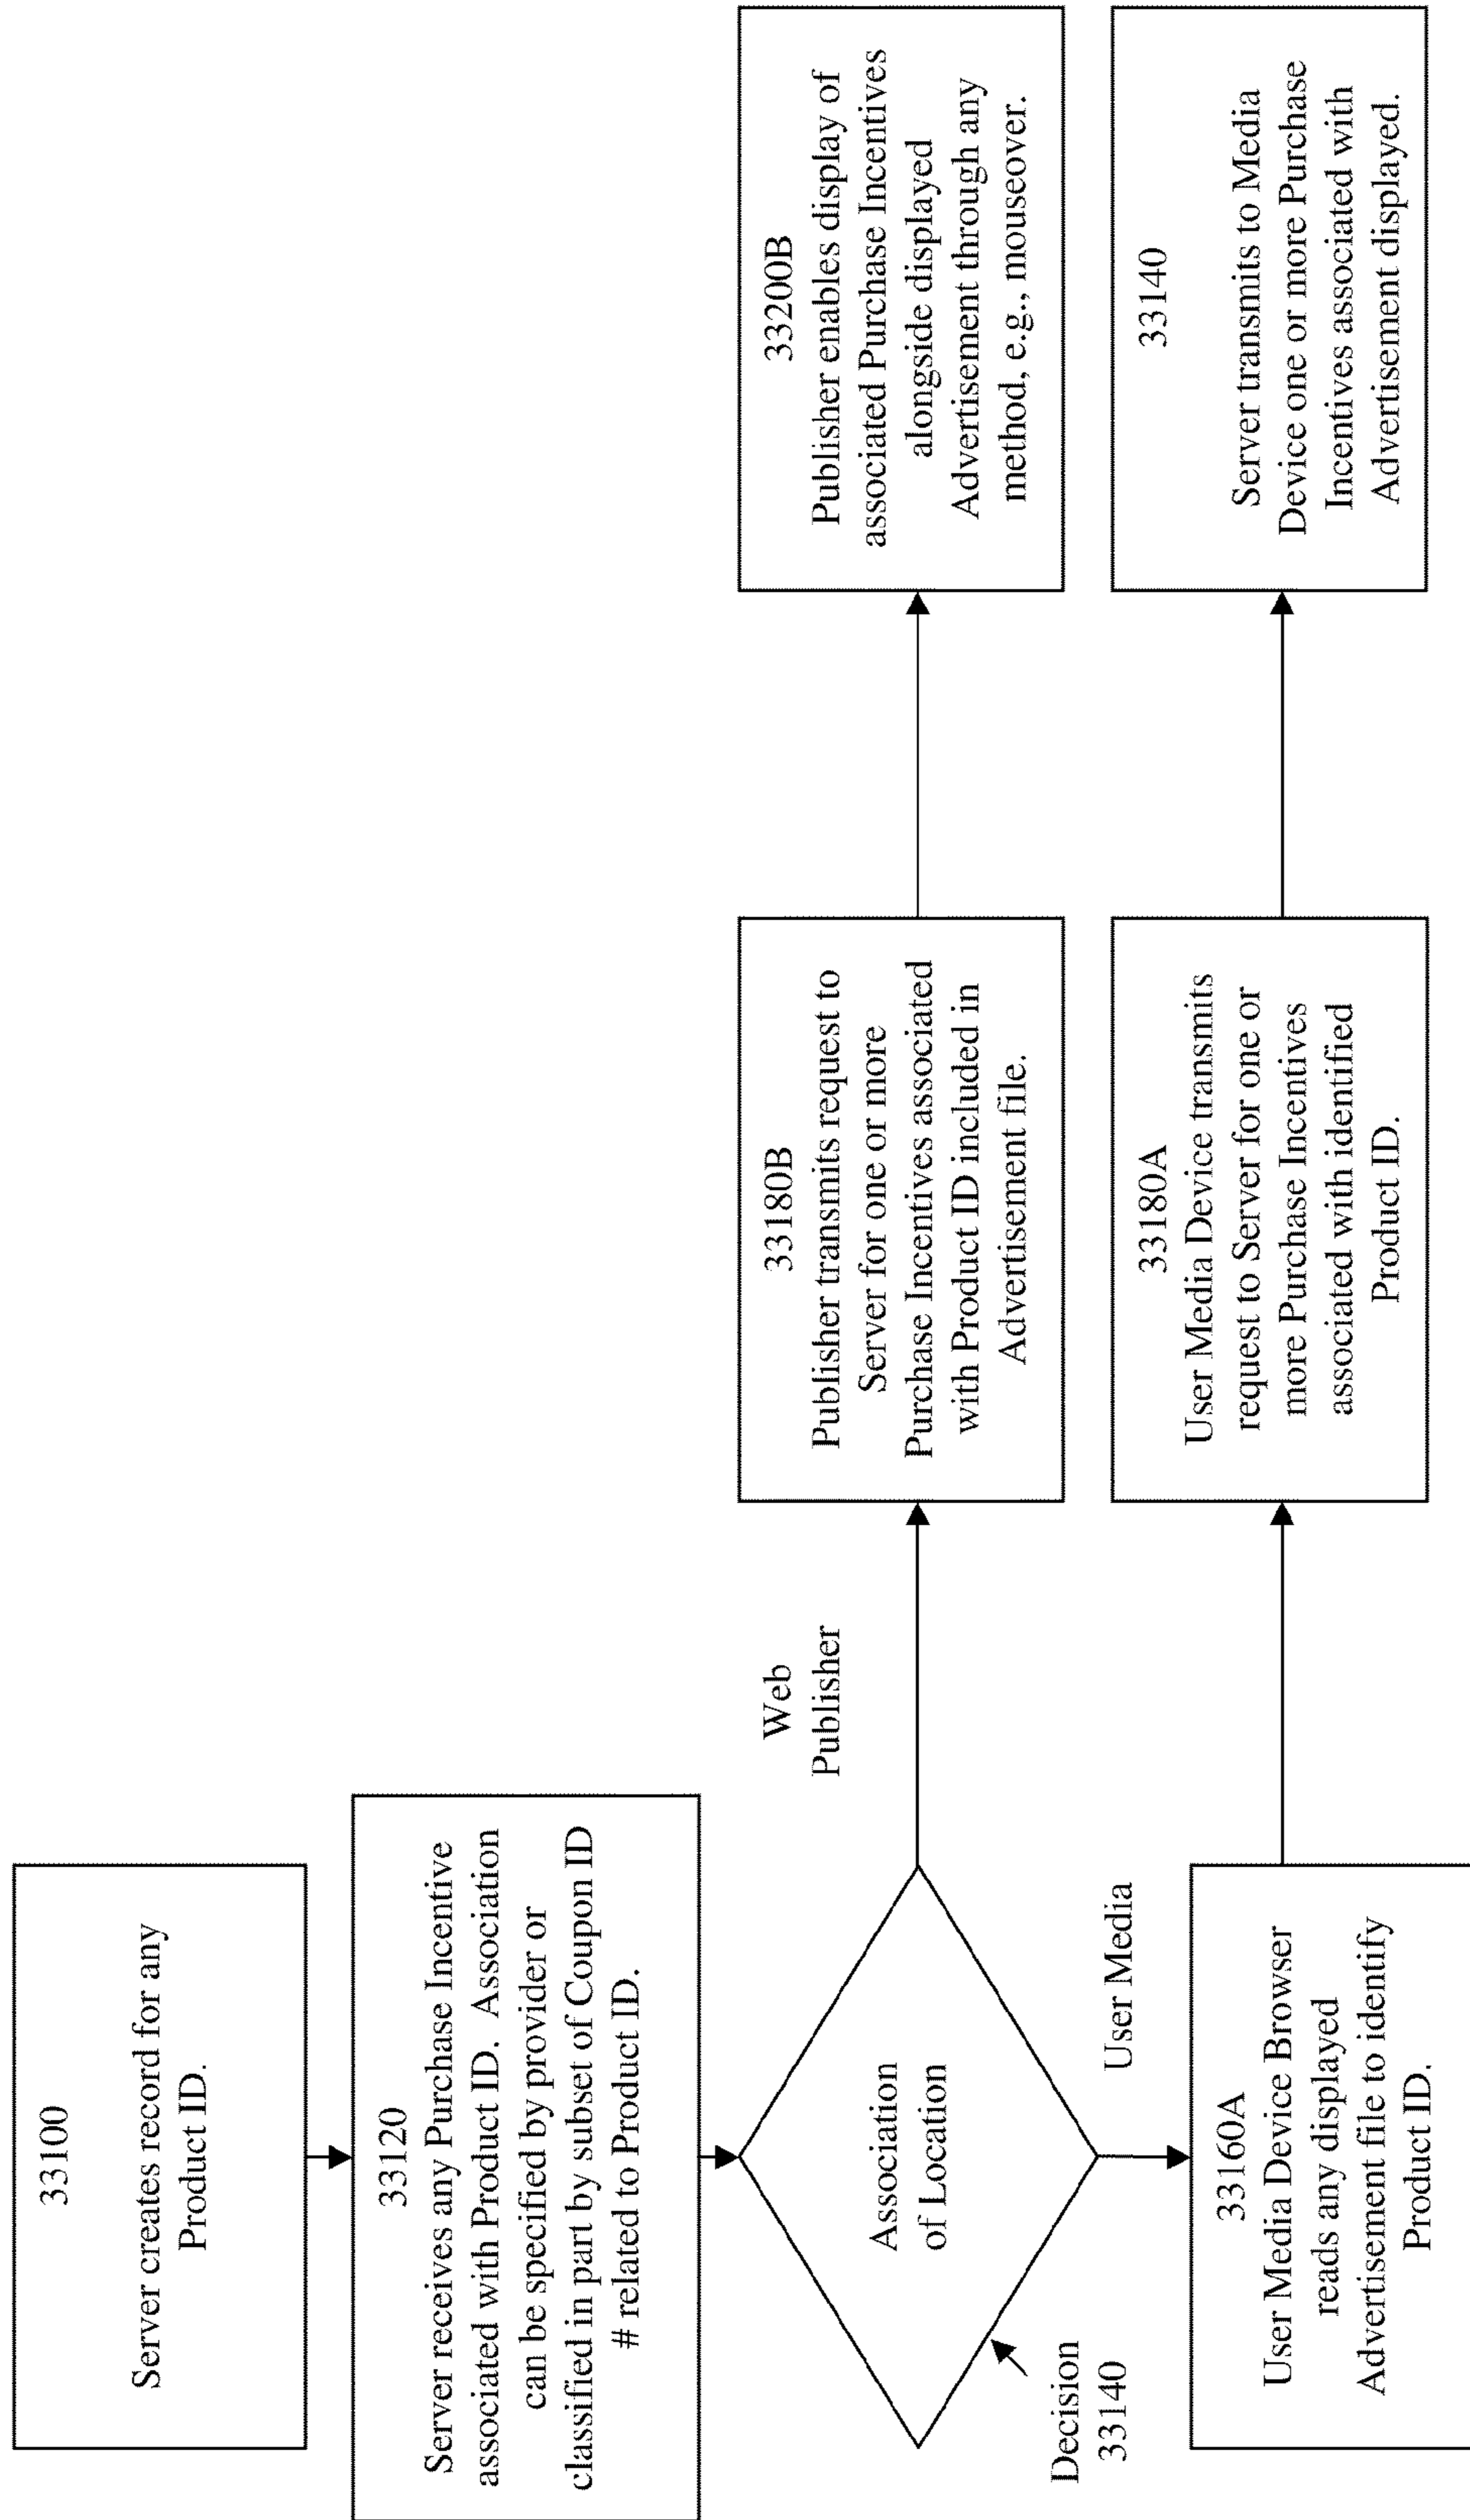 33100
Server creates record for any
Product ID.
33120
Server receives any Purchase Incentive
associated with Product ID.  Association
can be specified by provider or
classified in part by subset of Coupon ID
# related to Product ID.
Association
of Location
Decision
33140
Web
Publisher
33180B
Publisher transmits request to
Server for one or more
Purchase Incentives associated
with Product ID included in
Advertisement file.
33200B
Publisher enables display of
associated Purchase Incentives
alongside displayed
Advertisement through any
method, e.g., mouseover.
User Media
33160A
User Media Device Browser
reads any displayed
Advertisement file to identify
Product ID.
33180A
User Media Device transmits
request to Server for one or
more Purchase Incentives
associated with identified
Product ID.
33140
Server transmits to Media
Device one or more Purchase
Incentives associated with
Advertisement displayed.